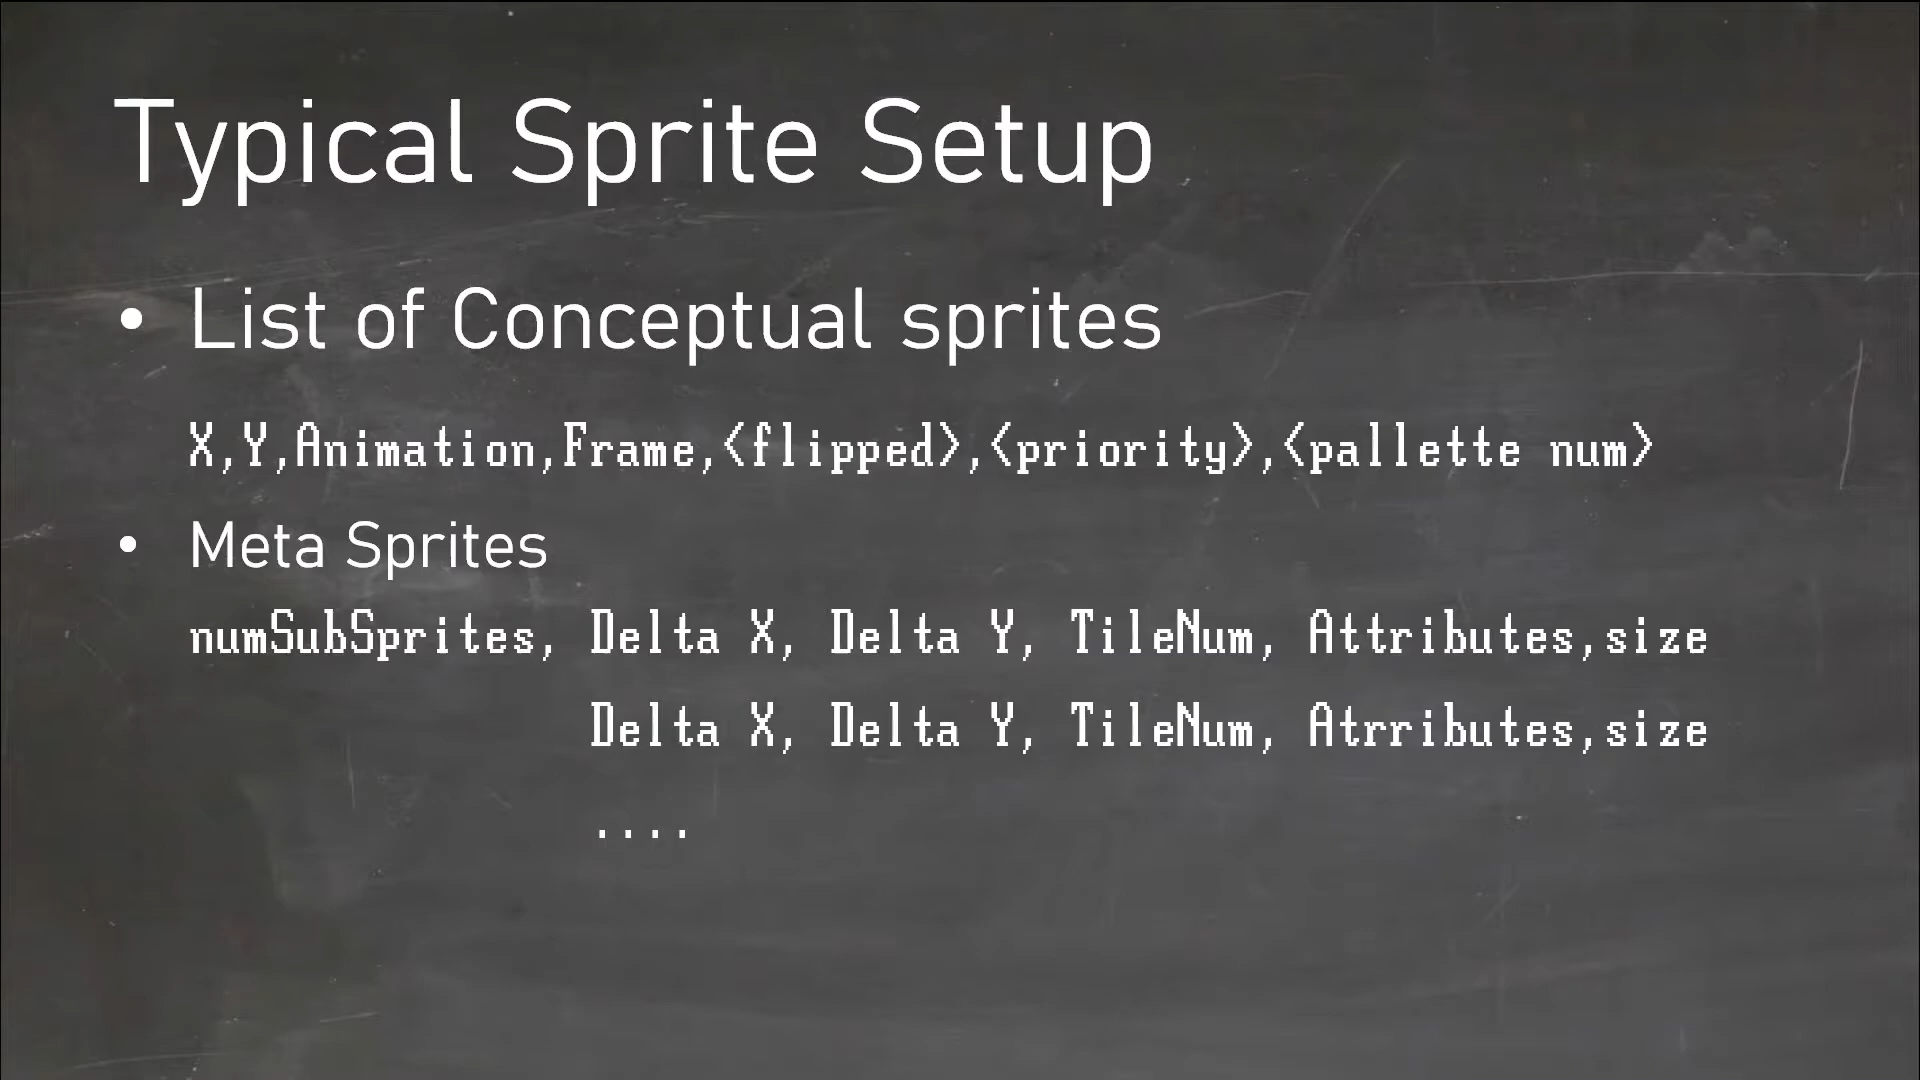 Typical Sprite Setup
• List of Conceptual sprites
X,Y,Animation,Frame,<flipped>,<priority>,<pallette num>
• Meta Sprites
numSubSprites, Delta X, Delta Y, TileNum, Attributes,size
Delta X, Delta Y, TileNum, Atrributes,size
....